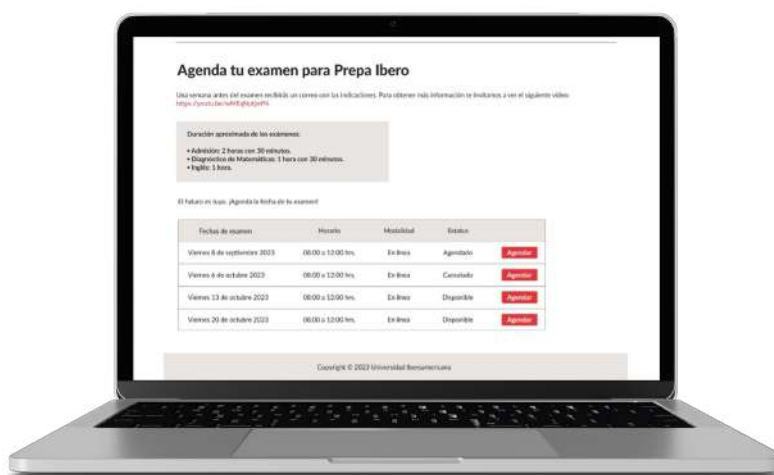 Agenda tu examen para Prepa Ibero
Una semana antes del examen recibirás un correo con las indicaciones. Para obtener más información te invitamos a ver el siguiente video:
Duración aproximada de los exámenes:
• Admisión: 2 horas con 30 minutos.
• Diagnóstico de Matemáticas: 1 hora con 30 minutos.
• Inglés: 1 hora.
El futuro es tuyo. ¡Agenda la fecha de tu examen!
Fechas de examen Horario Modalidad Estatus
Viernes 8 de septiembre 2023 08:00 a 12:00 hrs. En línea Agendado Agendar
Viernes 6 de octubre 2023 08:00 a 12:00 hrs. En línea Cancelado Agendar
Viernes 13 de octubre 2023 08:00 a 12:00 hrs. En línea Disponible Agendar
Viernes 20 de octubre 2023 08:00 a 12:00 hrs. En línea Disponible Agendar
Copyright © 2023 Universidad Iberoamericana